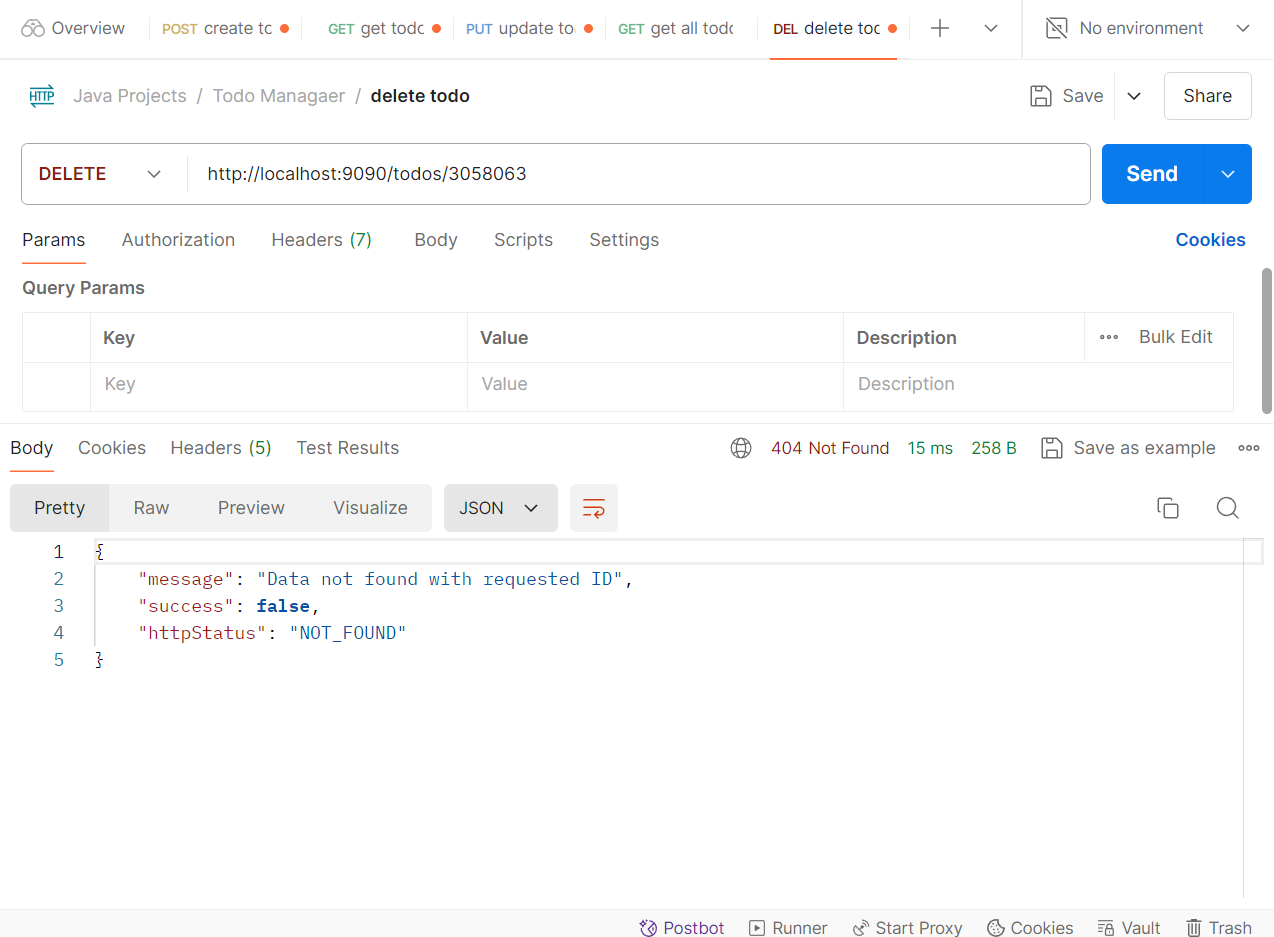 Overview POST create tc GET get todc PUT update to GET get all todc DEL delete toc No environment
HTTP Java Projects / Todo Managaer / delete todo Save Share
DELETE http://localhost:9090/todos/3058063 Send
Params Authorization Headers (7) Body Scripts Settings Cookies
Query Params
Key Value Description Bulk Edit
Key Value Description
Body Cookies Headers (5) Test Results 404 Not Found 15 ms 258 B Save as example
Pretty Raw Preview Visualize JSON
1 {
2 "message": "Data not found with requested ID",
3 "success": false,
4 "httpStatus": "NOT_FOUND"
5 }
Postbot Runner Start Proxy Cookies Vault Trash